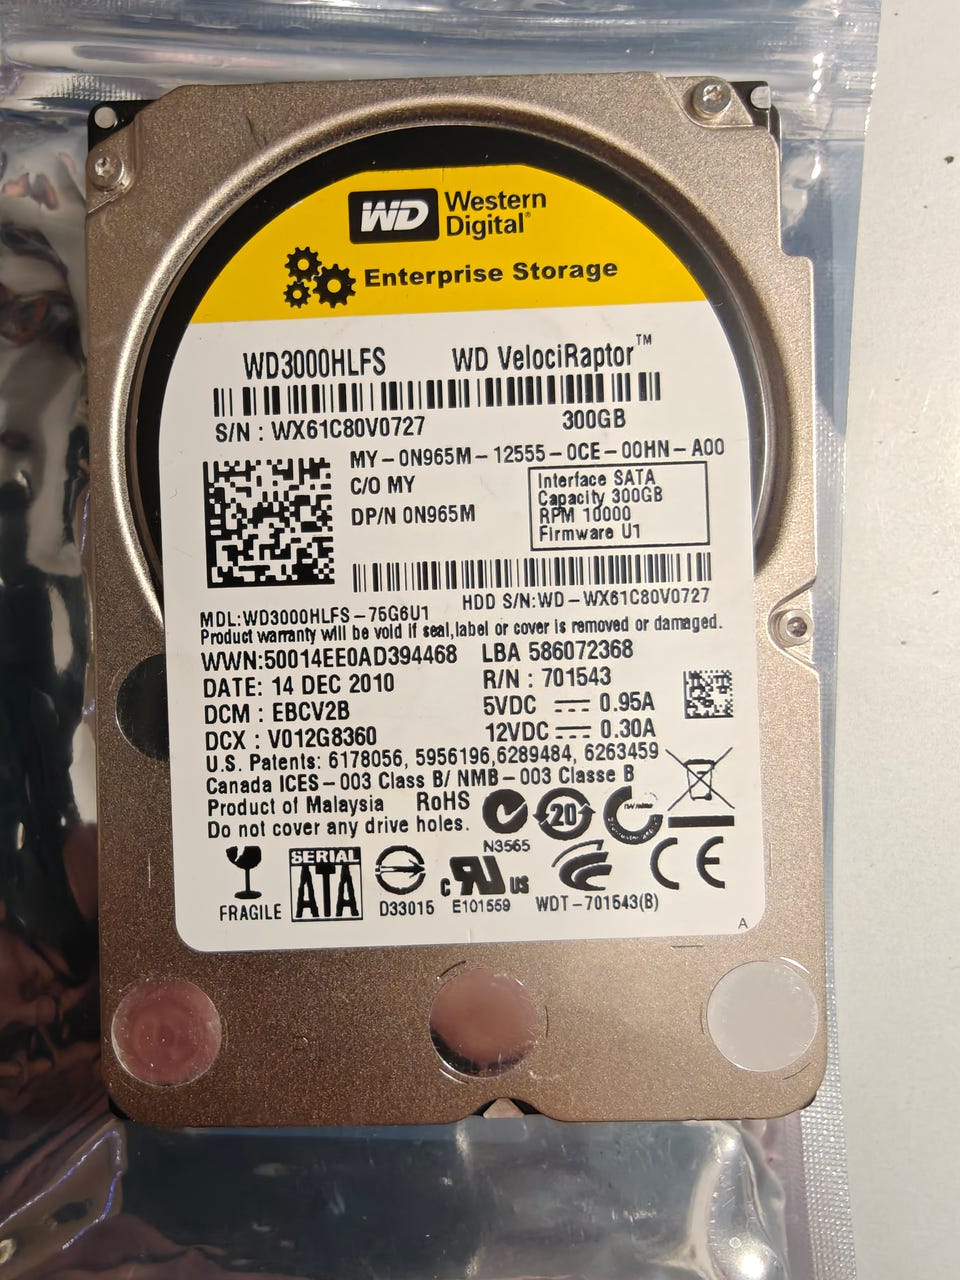 WD Western
Digital®
Enterprise Storage
WD3000HLFS WD VelociRaptor™
S/N : WX61C80V0727 300GB
MY-0N965M-12555-0CE-00HN-A00
C/O MY
DP/N 0N965M
Interface SATA
Capacity 300GB
RPM 10000
Firmware U1
HDD S/N:WD-WX61C80V0727
MDL:WD3000HLFS-75G6U1
Product warranty will be void if seal,label or cover is removed or damaged.
WWN:50014EE0AD394468 LBA 586072368
DATE: 14 DEC 2010 R/N : 701543
DCM : EBCV2B 5VDC 0.95A
DCX : V012G8360 12VDC 0.30A
U.S. Patents: 6178056, 5956196,6289484, 6263459
Canada ICES-003 Class B/ NMB-003 Classe B
Product of Malaysia RoHS
Do not cover any drive holes.
20
N3565
CE
SERIAL
ATA
c UR US
FRAGILE
D33015 E101559 WDT-701543(B)
A